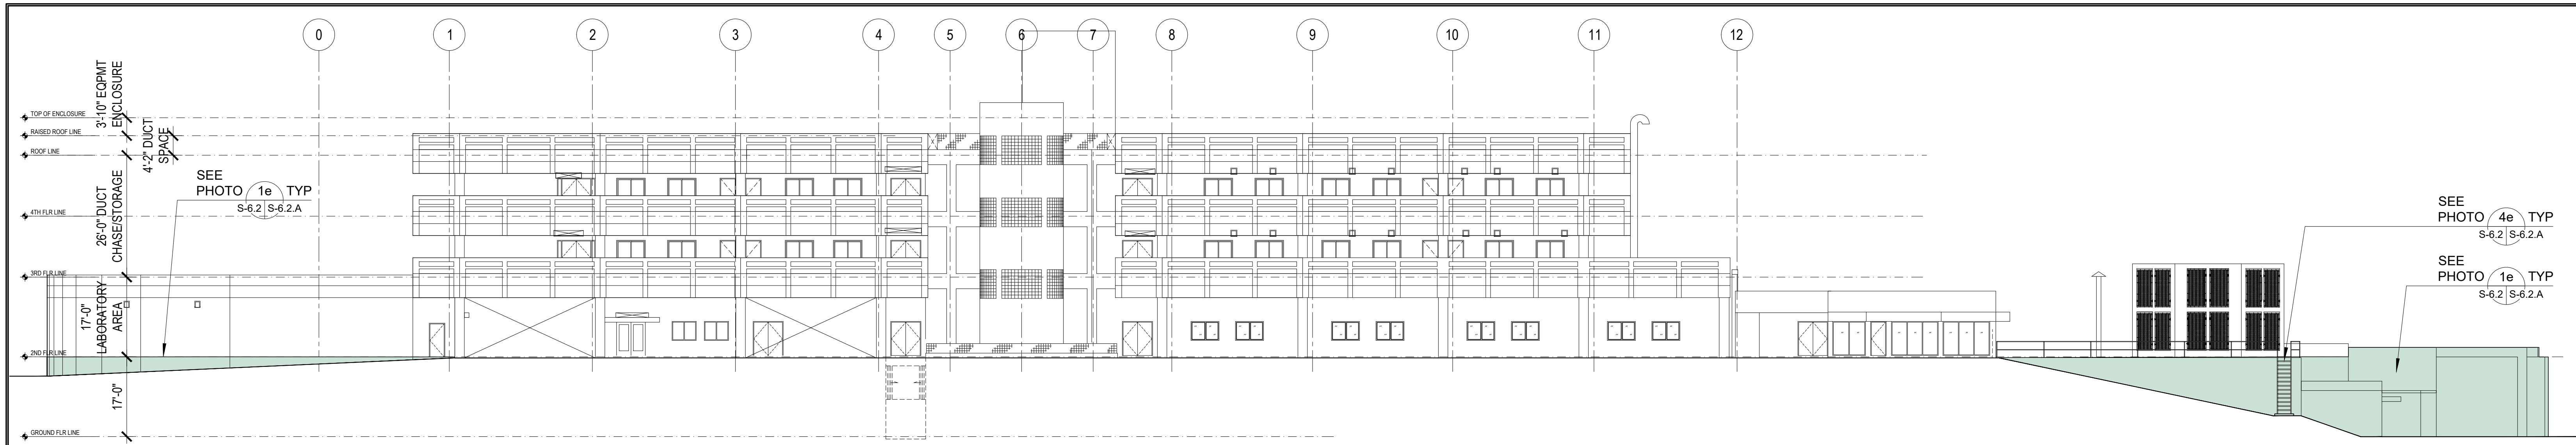 0
1
2
3
4
5
6
7
8
9
10
11
12
3'-10" EQPMT
ENCLOSURE
TOP OF ENCLOSURE
RAISED ROOF LINE
4'-2" DUCT
SPACE
ROOF LINE
SEE
PHOTO 1e TYP
S-6.2 S-6.2.A
26'-0" DUCT
CHASE/STORAGE
4TH FLR LINE
3RD FLR LINE
17'-0"
LABORATORY
AREA
2ND FLR LINE
17'-0"
GROUND FLR LINE
X
X
SEE
PHOTO 4e TYP
S-6.2 S-6.2.A
SEE
PHOTO 1e TYP
S-6.2 S-6.2.A